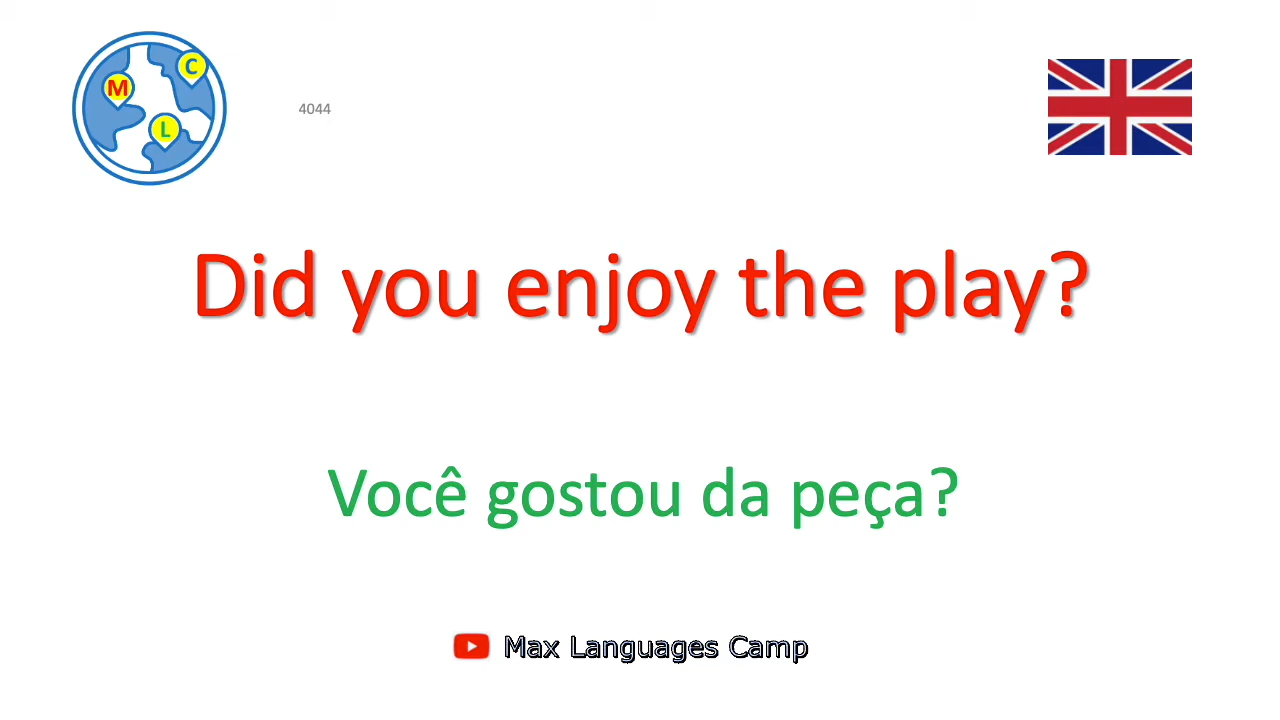 M
C
L
4044
Did you enjoy the play?
Você gostou da peça?
Max Languages Camp